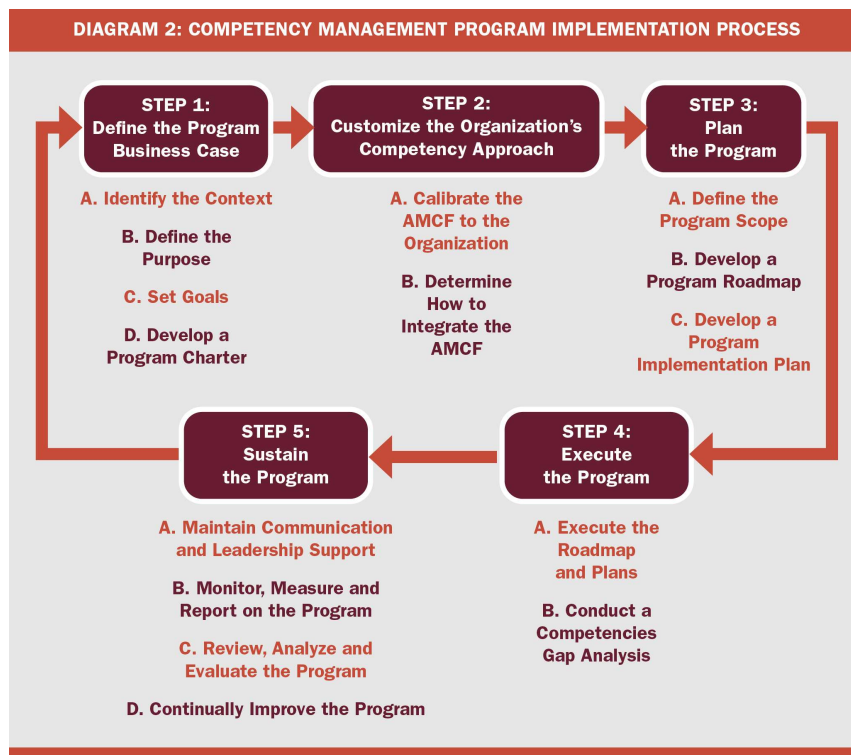 DIAGRAM 2: COMPETENCY MANAGEMENT PROGRAM IMPLEMENTATION PROCESS
STEP 1:
Define the Program
Business Case
A. Identify the Context
B. Define the
Purpose
C. Set Goals
D. Develop a
Program Charter
STEP 2:
Customize the Organization's
Competency Approach
A. Calibrate the
AMCF to the
Organization
B. Determine
How to
Integrate the
AMCF
STEP 3:
Plan
the Program
A. Define the
Program Scope
B. Develop a
Program Roadmap
C. Develop a
Program
Implementation Plan
STEP 4:
Execute
the Program
A. Execute the
Roadmap
and Plans
B. Conduct a
Competencies
Gap Analysis
STEP 5:
Sustain
the Program
A. Maintain Communication
and Leadership Support
B. Monitor, Measure and
Report on the Program
C. Review, Analyze and
Evaluate the Program
D. Continually Improve the Program